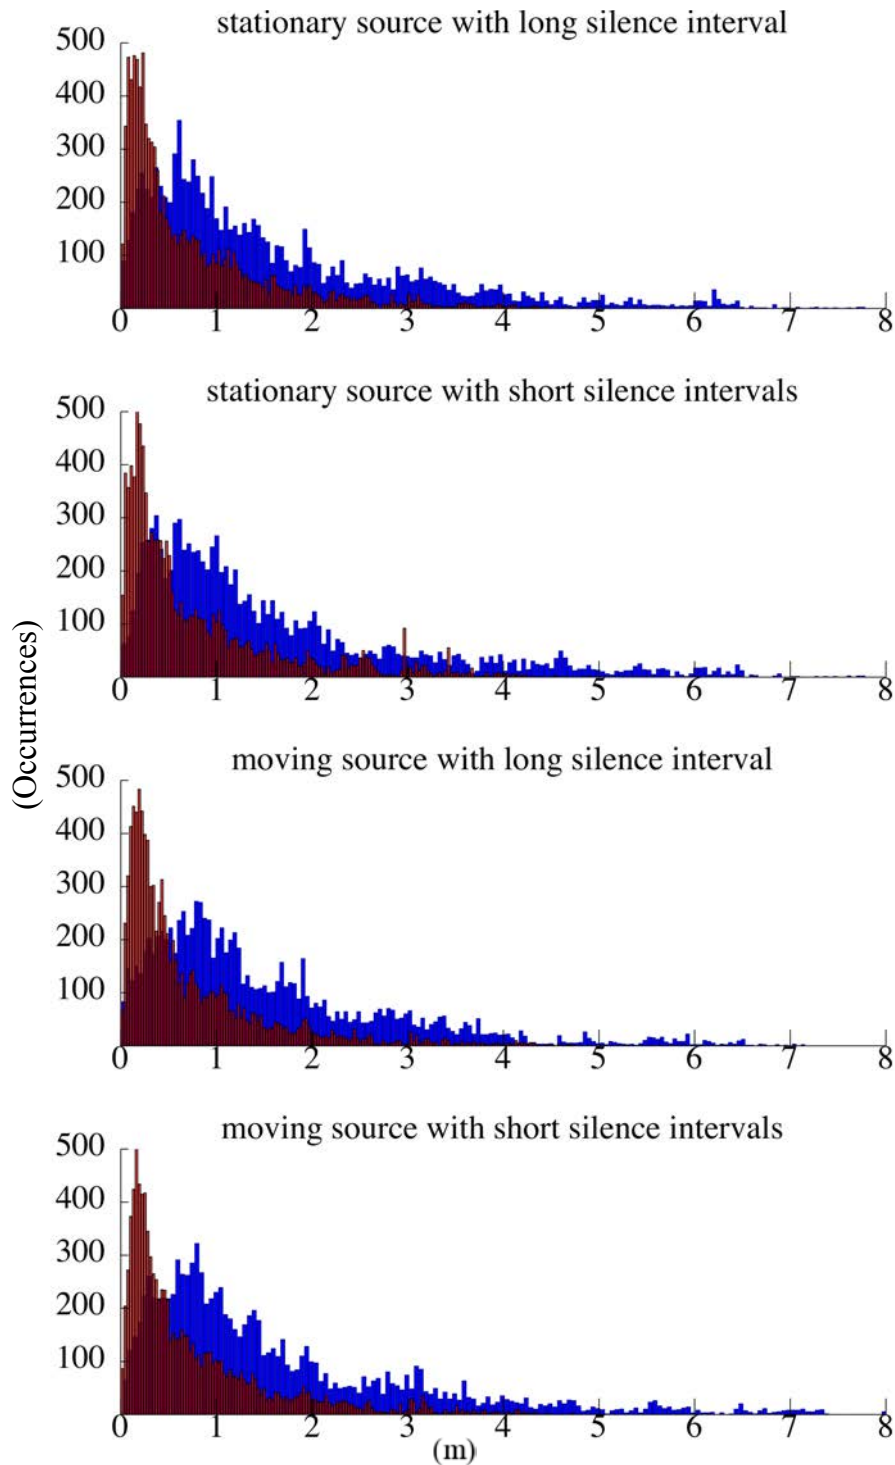 stationary source with long silence interval
500
400
300
200
100
0 1 2 3 4 5 6 7 8
stationary source with short silence intervals
500
400
300
200
100
0 1 2 3 4 5 6 7 8
(Occurrences)
moving source with long silence interval
500
400
300
200
100
0 1 2 3 4 5 6 7 8
moving source with short silence intervals
500
400
300
200
100
0 1 2 3 4 5 6 7 8
(m)